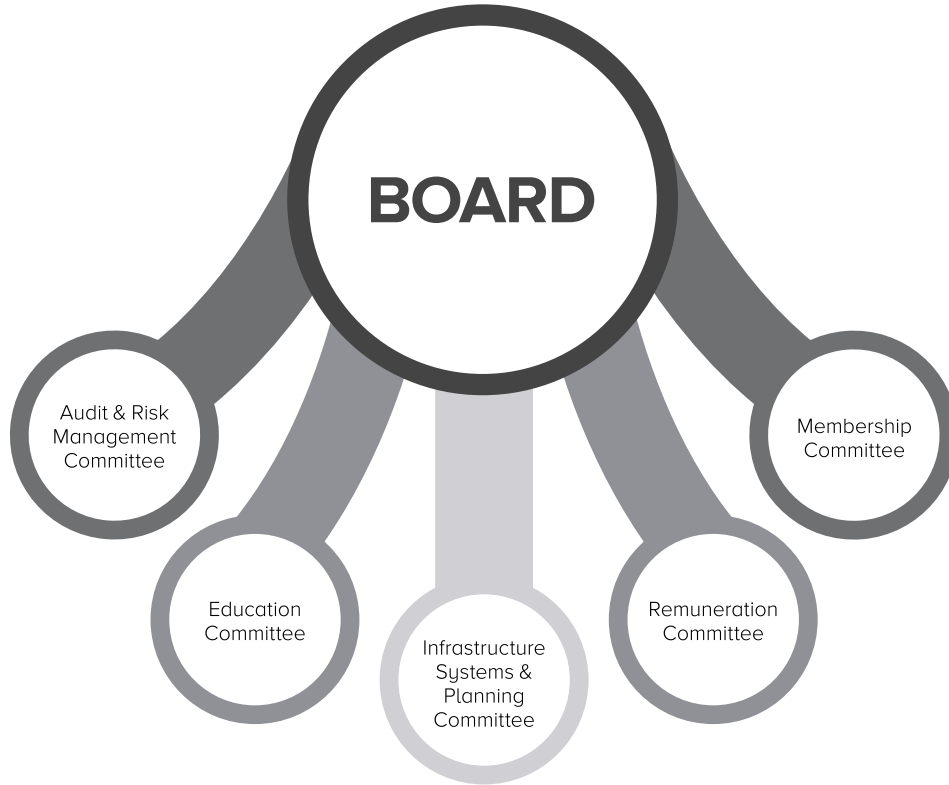 BOARD
Audit & Risk
Management
Committee
Education
Committee
Infrastructure
Systems &
Planning
Committee
Remuneration
Committee
Membership
Committee